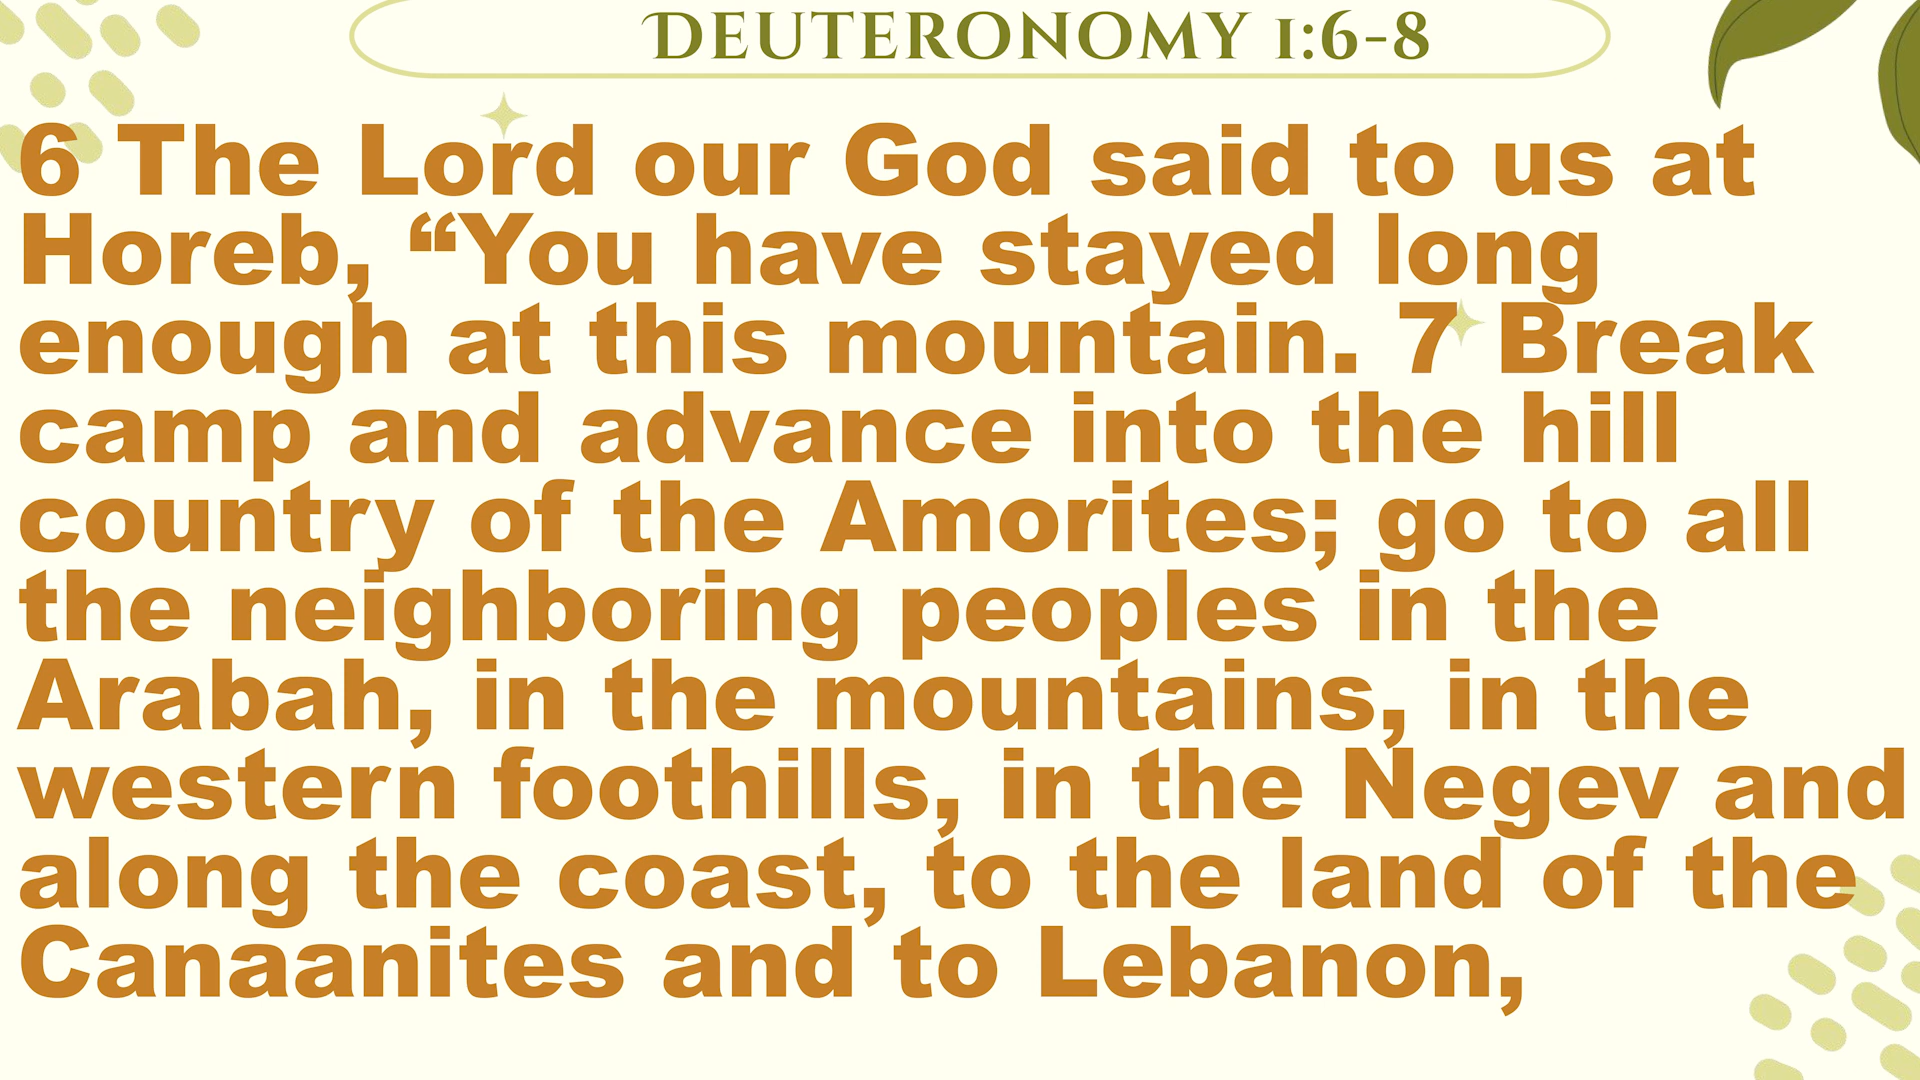 Deuteronomy 1:6-8
6 The Lord our God said to us at
Horeb, “You have stayed long
enough at this mountain. 7 Break
camp and advance into the hill
country of the Amorites; go to all
the neighboring peoples in the
Arabah, in the mountains, in the
western foothills, in the Negev and
along the coast, to the land of the
Canaanites and to Lebanon,